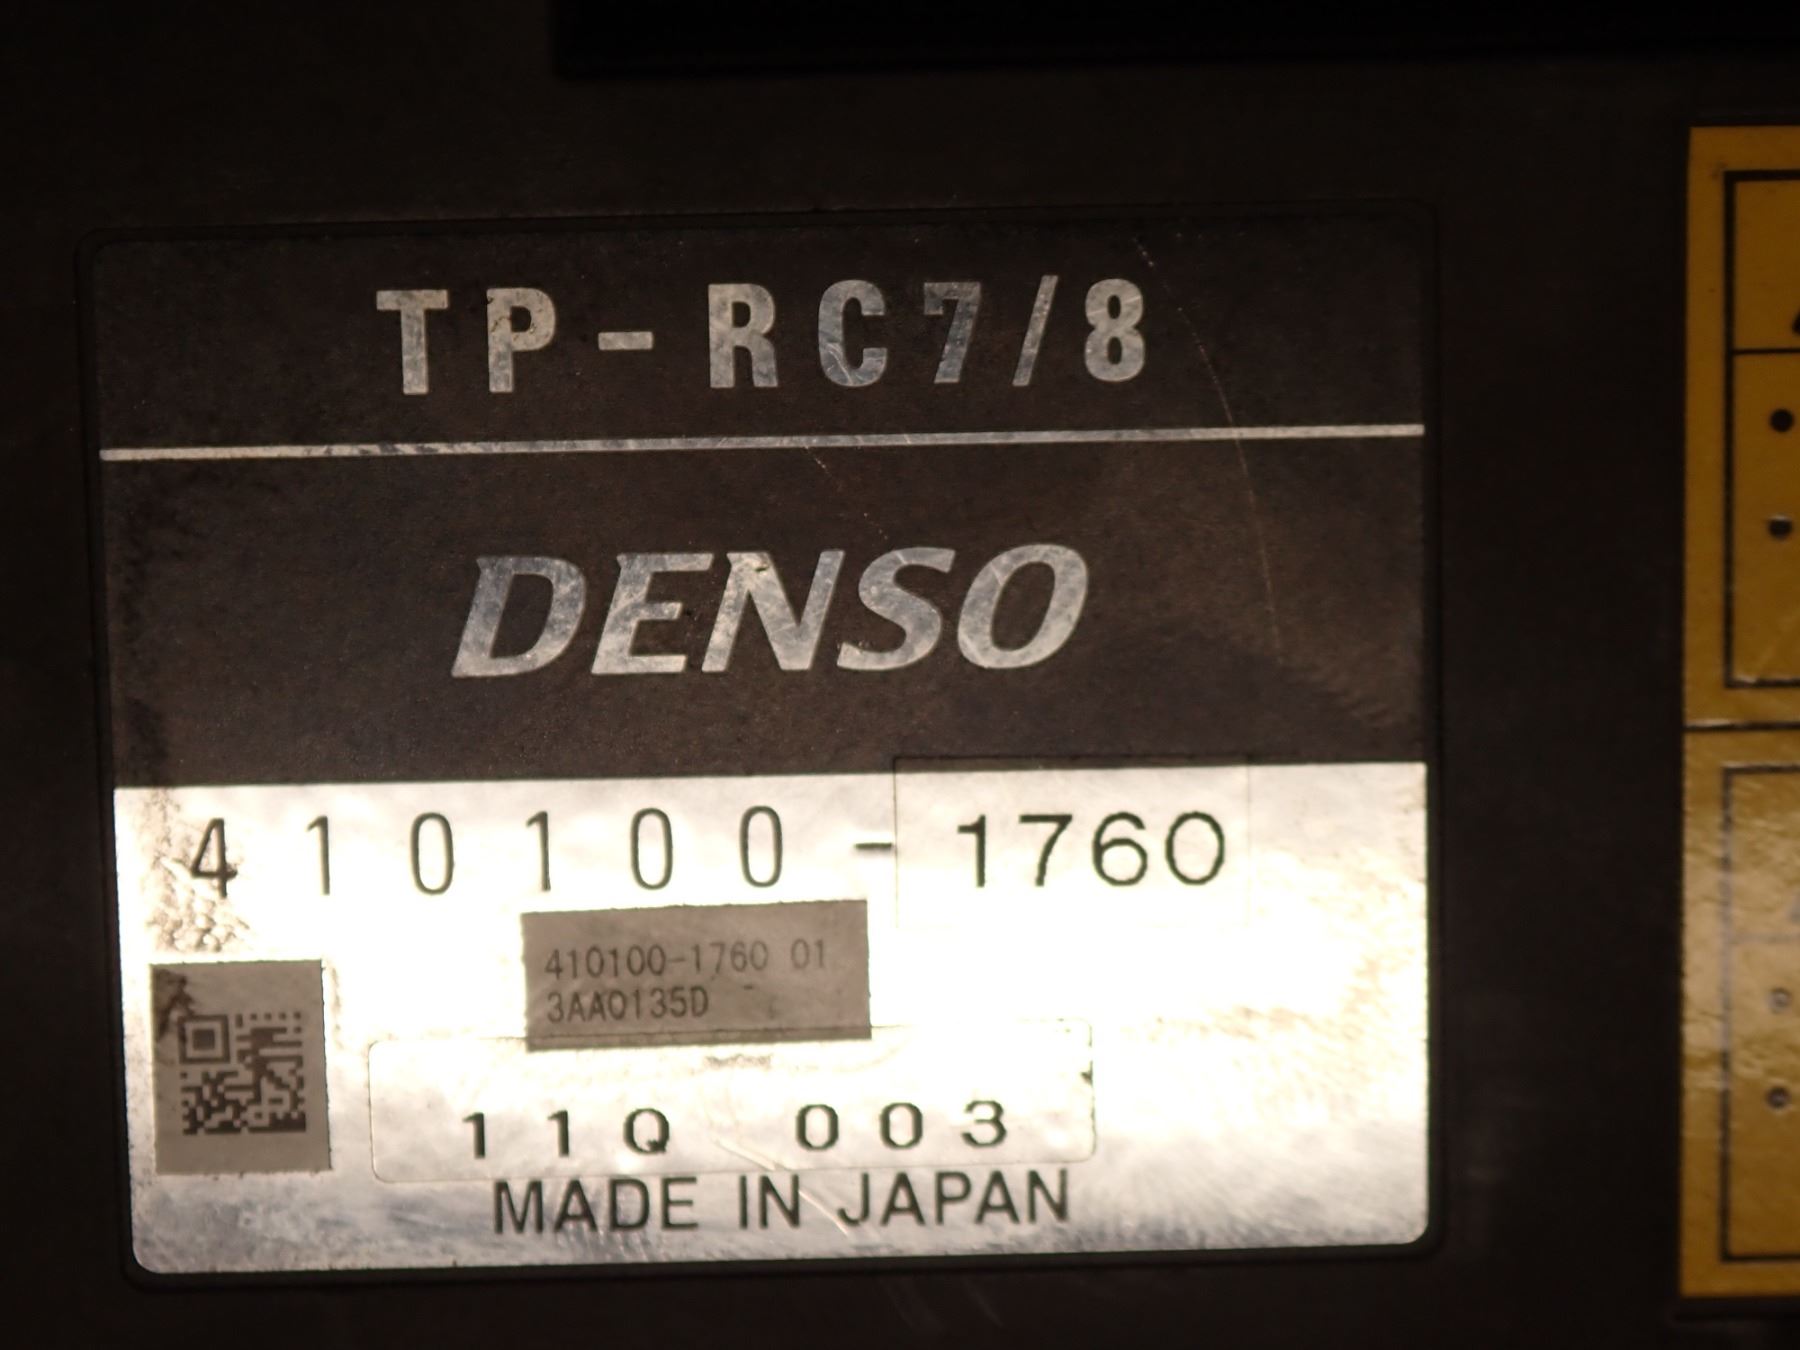 TP-RC7/8
DENSO
410100-1760
410100-1760 01
3AA0135D
11Q 003
MADE IN JAPAN